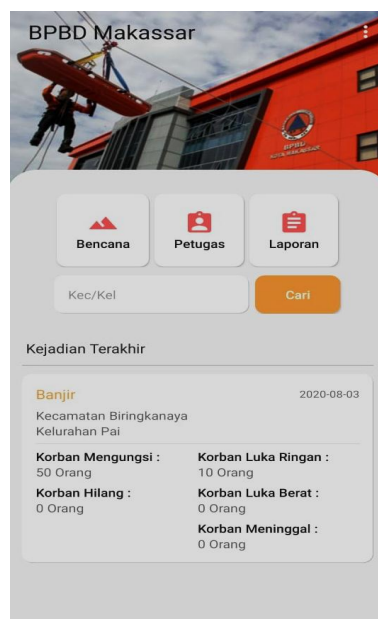 BPBD Makassar
BPBD
Bencana
Petugas
Laporan
Kec/Kel
Cari
Kejadian Terakhir
Banjir
2020-08-03
Kecamatan Biringkanaya
Kelurahan Pai
Korban Mengungsi :
50 Orang
Korban Luka Ringan :
10 Orang
Korban Hilang :
0 Orang
Korban Luka Berat :
0 Orang
Korban Meninggal :
0 Orang